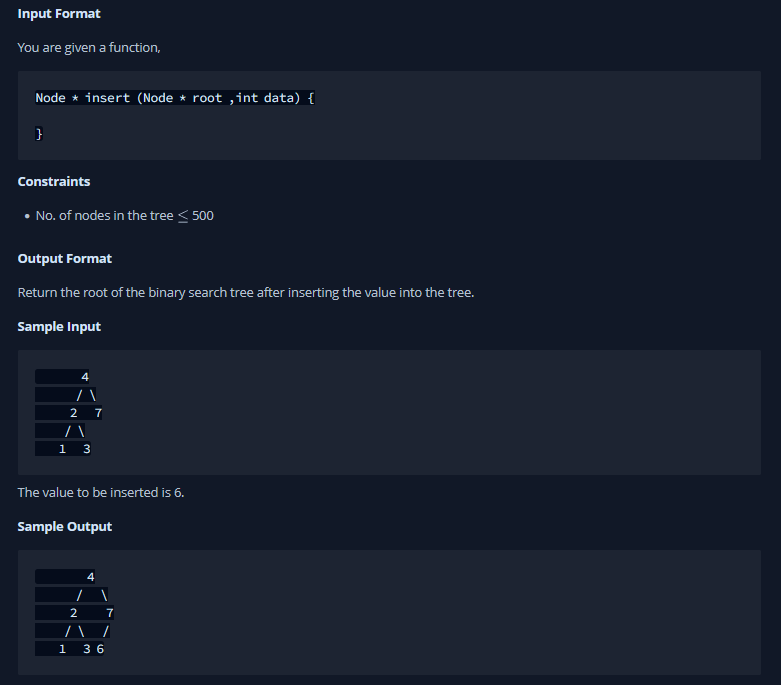 Input Format
You are given a function,
Node * insert (Node * root ,int data) {
}
Constraints
• No. of nodes in the tree ≤ 500
Output Format
Return the root of the binary search tree after inserting the value into the tree.
Sample Input
4
/ \
2   7
/ \
1   3
The value to be inserted is 6.
Sample Output
4
/   \
2     7
/ \   /
1   3 6